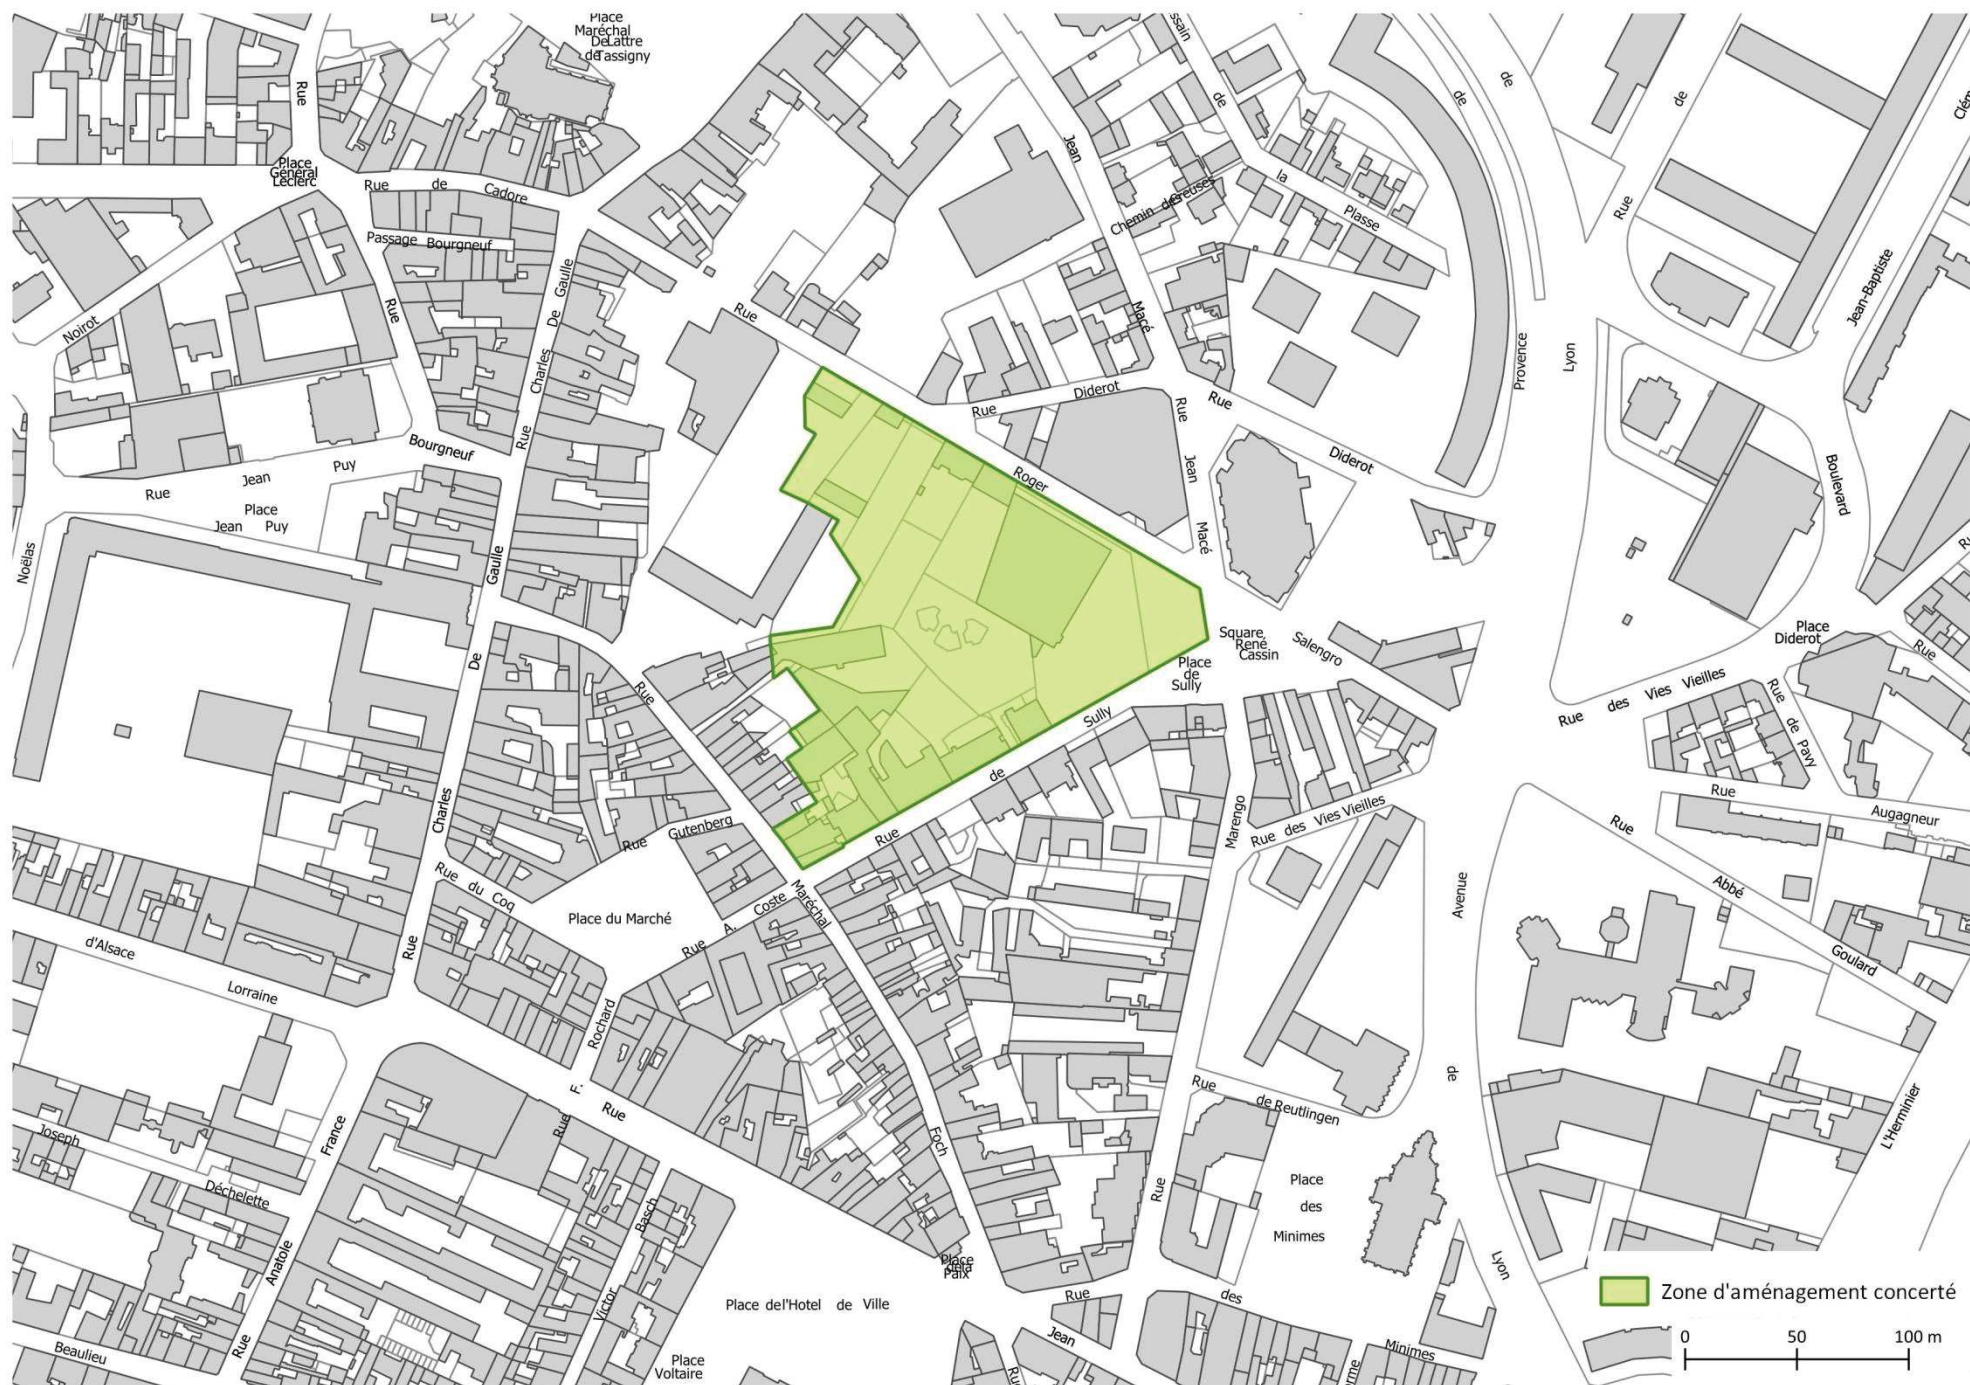 Place
Maréchal
De Lattre
de Tassigny
Rue
Place
Général
Leclerc
Rue de Cadore
Passage Bourgneuf
Noirot
Rue
Bourgneuf
Rue Charles De Gaulle
Rue Jean Puy
Place
Jean Puy
Noëlas
Rue Charles De Gaulle
Rue Roger Salengro
Jean Macé
Chemin des Creuses
de la Plasse
Rue Diderot
Rue Jean Macé
Rue Diderot
de Provence
de Lyon
Rue de
Jean-Baptiste
Boulevard
Square
René
Cassin
Place
de
Sully
Place
Diderot
Rue
Rue des Vies Vieilles
Rue de Pavy
Rue Augagneur
Rue Abbé Goulard
Rue de Sully
Rue Marengo
Rue des Vies Vieilles
Avenue de Lyon
Rue Maréchal Foch
Rue Gutenberg
Rue du Coq
Place du Marché
Rue A. Coste
d'Alsace Lorraine
Rue F. Rochard
Rue
Rue Anatole France
Joseph Déchelette
Beaulieu
Victor Basch
Place
de la
Paix
Place de l'Hotel de Ville
Place
Voltaire
Rue
de Reutlingen
Place
des
Minimes
L'Herminier
Rue des Minimes
Jean
Zone d'aménagement concerté
0 50 100 m